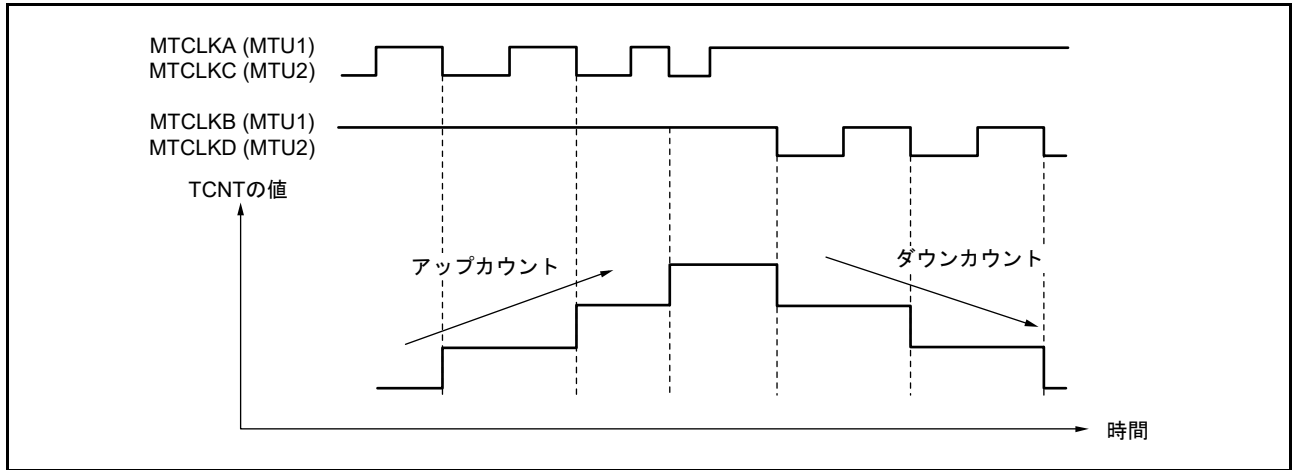 MTCLKA (MTU1)
MTCLKC (MTU2)
MTCLKB (MTU1)
MTCLKD (MTU2)
TCNTの値
アップカウント
ダウンカウント
時間